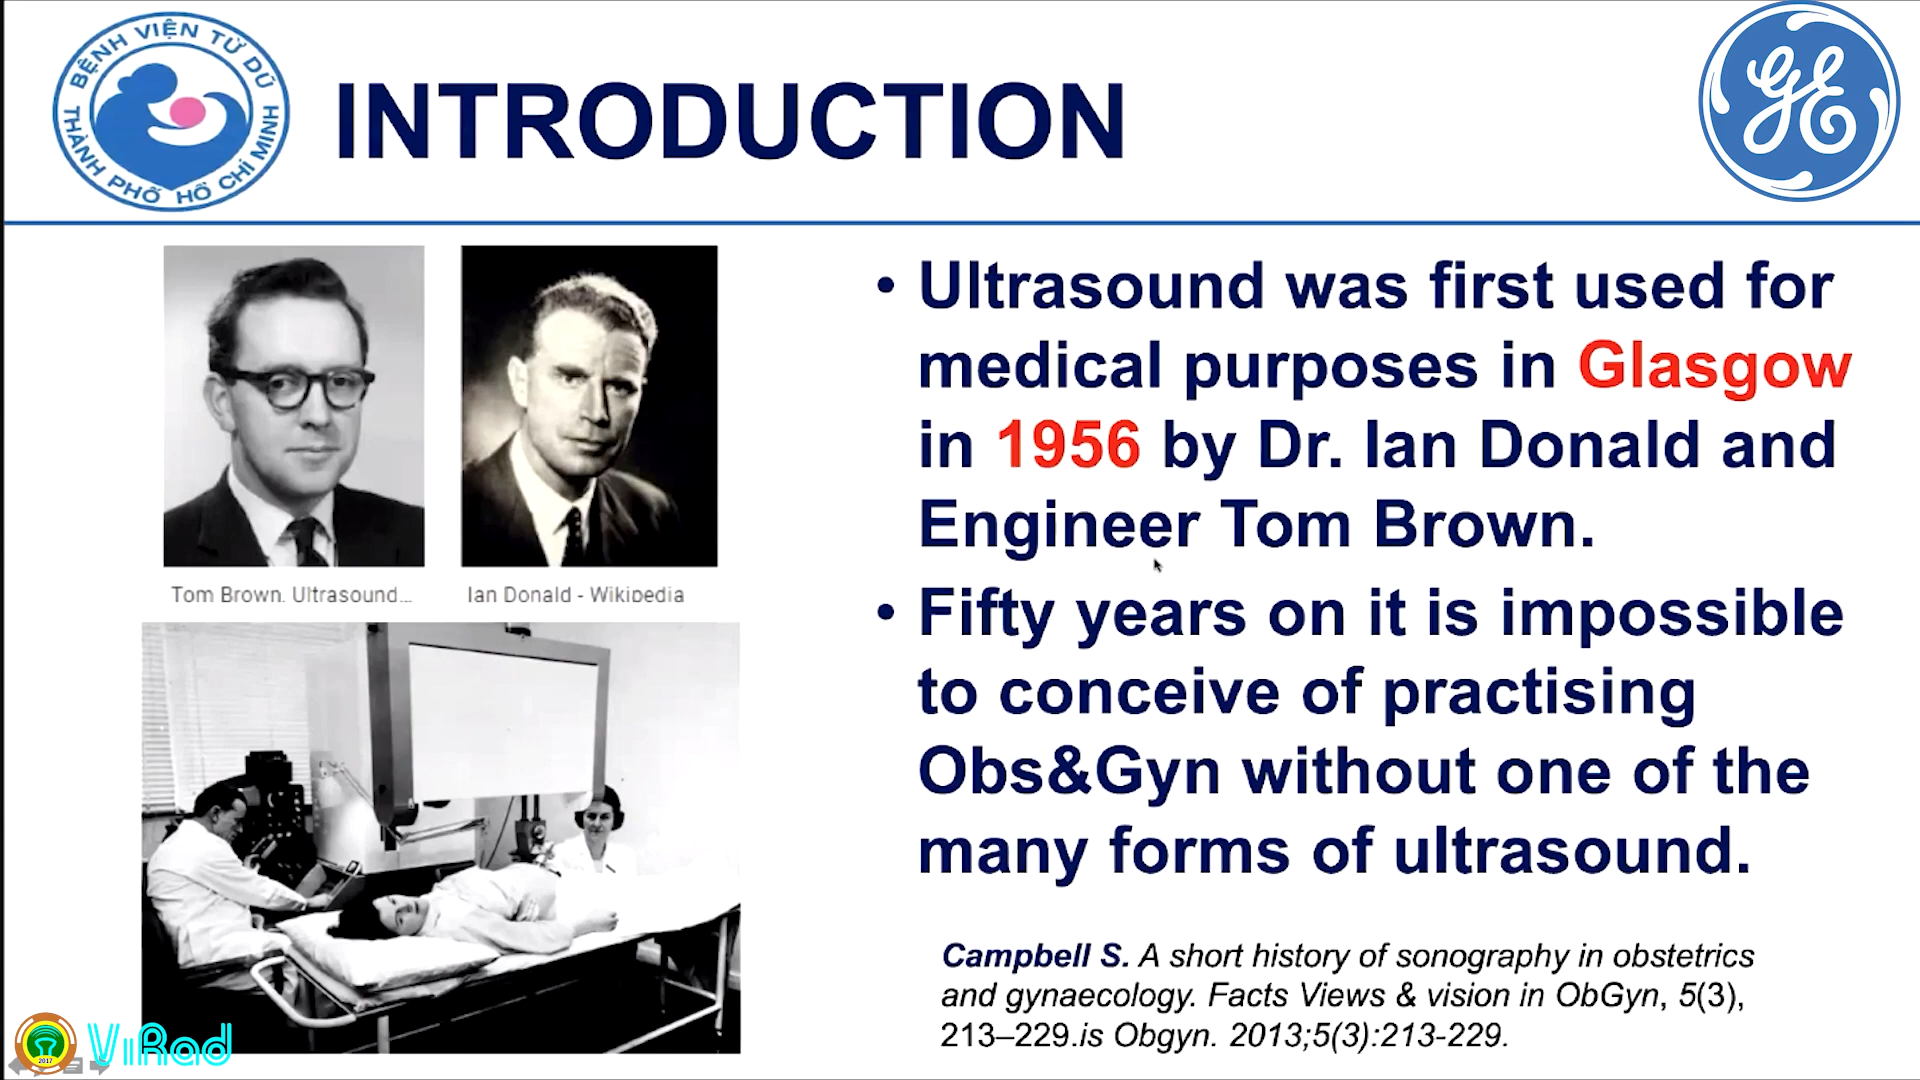 BỆNH VIỆN TỪ DŨ
THÀNH PHỐ HỒ CHÍ MINH
INTRODUCTION
GE
Tom Brown. Ultrasound...
Ian Donald - Wikipedia
• Ultrasound was first used for
medical purposes in Glasgow
in 1956 by Dr. Ian Donald and
Engineer Tom Brown.
• Fifty years on it is impossible
to conceive of practising
Obs&Gyn without one of the
many forms of ultrasound.
Campbell S. A short history of sonography in obstetrics
and gynaecology. Facts Views & vision in ObGyn, 5(3),
213–229.is Obgyn. 2013;5(3):213-229.
2017
ViRad